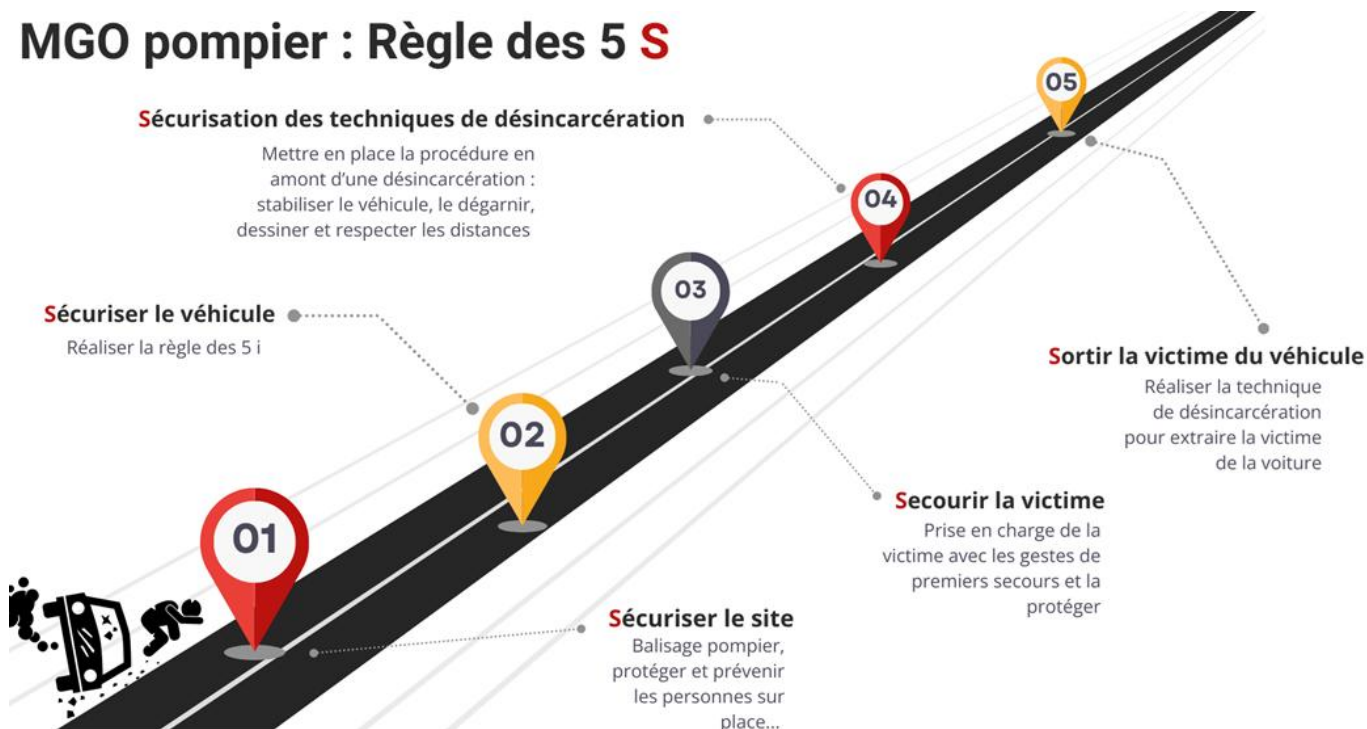 MGO pompier : Règle des 5 S
Sécurisation des techniques de désincarcération
Mettre en place la procédure en
amont d'une désincarcération :
stabiliser le véhicule, le dégarnir,
dessiner et respecter les distances
05
04
03
Sécuriser le véhicule
Réaliser la règle des 5 i
02
Sortir la victime du véhicule
Réaliser la technique
de désincarcération
pour extraire la victime
de la voiture
Secourir la victime
Prise en charge de la
victime avec les gestes de
premiers secours et la
protéger
01
Sécuriser le site
Balisage pompier,
protéger et prévenir
les personnes sur
place...